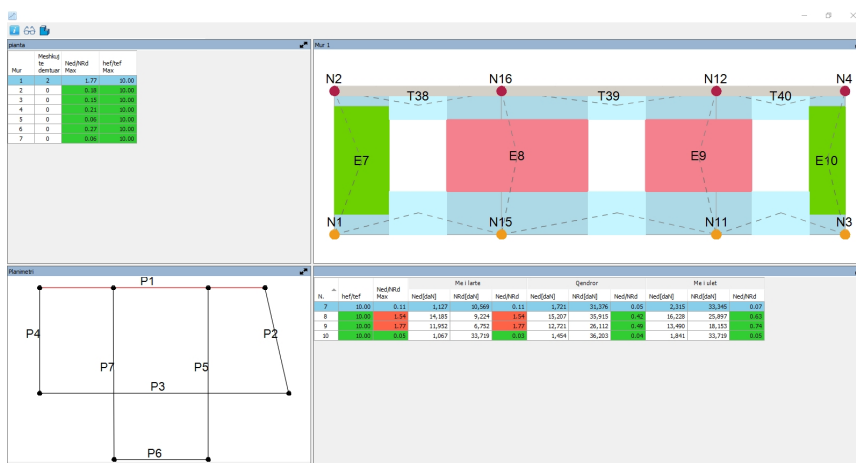 pianta
Meshkuj te demtuar Ned/NRd Max hef/tef Max
Mur
1 2 1.77 10.00
2 0 0.18 10.00
3 0 0.15 10.00
4 0 0.21 10.00
5 0 0.06 10.00
6 0 0.27 10.00
7 0 0.06 10.00
Mur 1
N2 N16 N12 N4
T38 T39 T40
E7 E8 E9 E10
N1 N15 N11 N3
Planimetri
P1
P4 P2
P7 P5
P3
P6
Me i larte Qendror Me i ulet
N. hef/tef Ned/NRd Max Ned[daN] NRd[daN] Ned/NRd Ned[daN] NRd[daN] Ned/NRd Ned[daN] NRd[daN] Ned/NRd
7 10.00 0.11 1,127 10,569 0.11 1,721 31,376 0.05 2,315 33,345 0.07
8 10.00 1.54 14,185 9,224 1.54 15,207 35,915 0.42 16,228 25,897 0.63
9 10.00 1.77 11,952 6,752 1.77 12,721 26,112 0.49 13,490 18,153 0.74
10 10.00 0.05 1,067 33,719 0.03 1,454 36,203 0.04 1,841 33,719 0.05